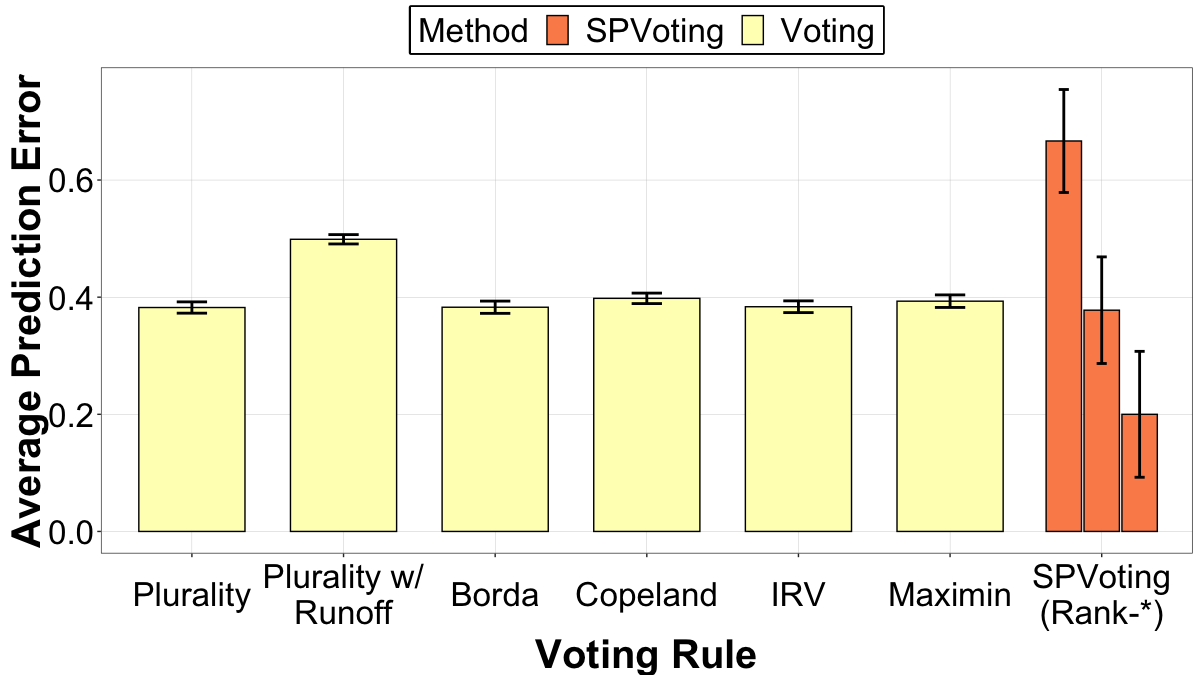 Method SPVoting Voting
Average Prediction Error
0.6
0.4
0.2
0.0
Plurality
Plurality w/
Runoff
Borda
Copeland
IRV
Maximin
SPVoting
(Rank-*)
Voting Rule